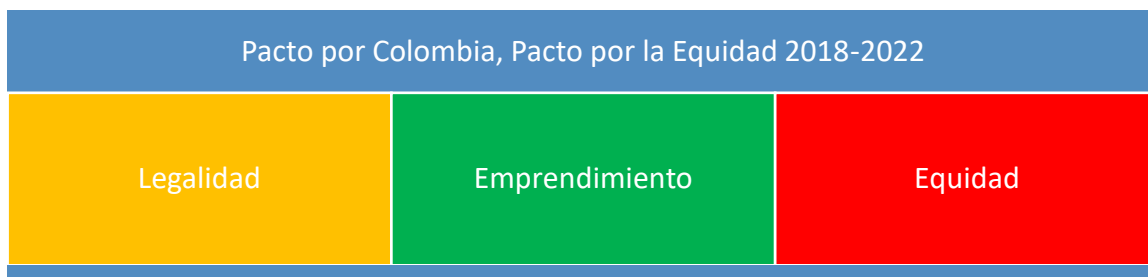 Pacto por Colombia, Pacto por la Equidad 2018-2022
Legalidad
Emprendimiento
Equidad